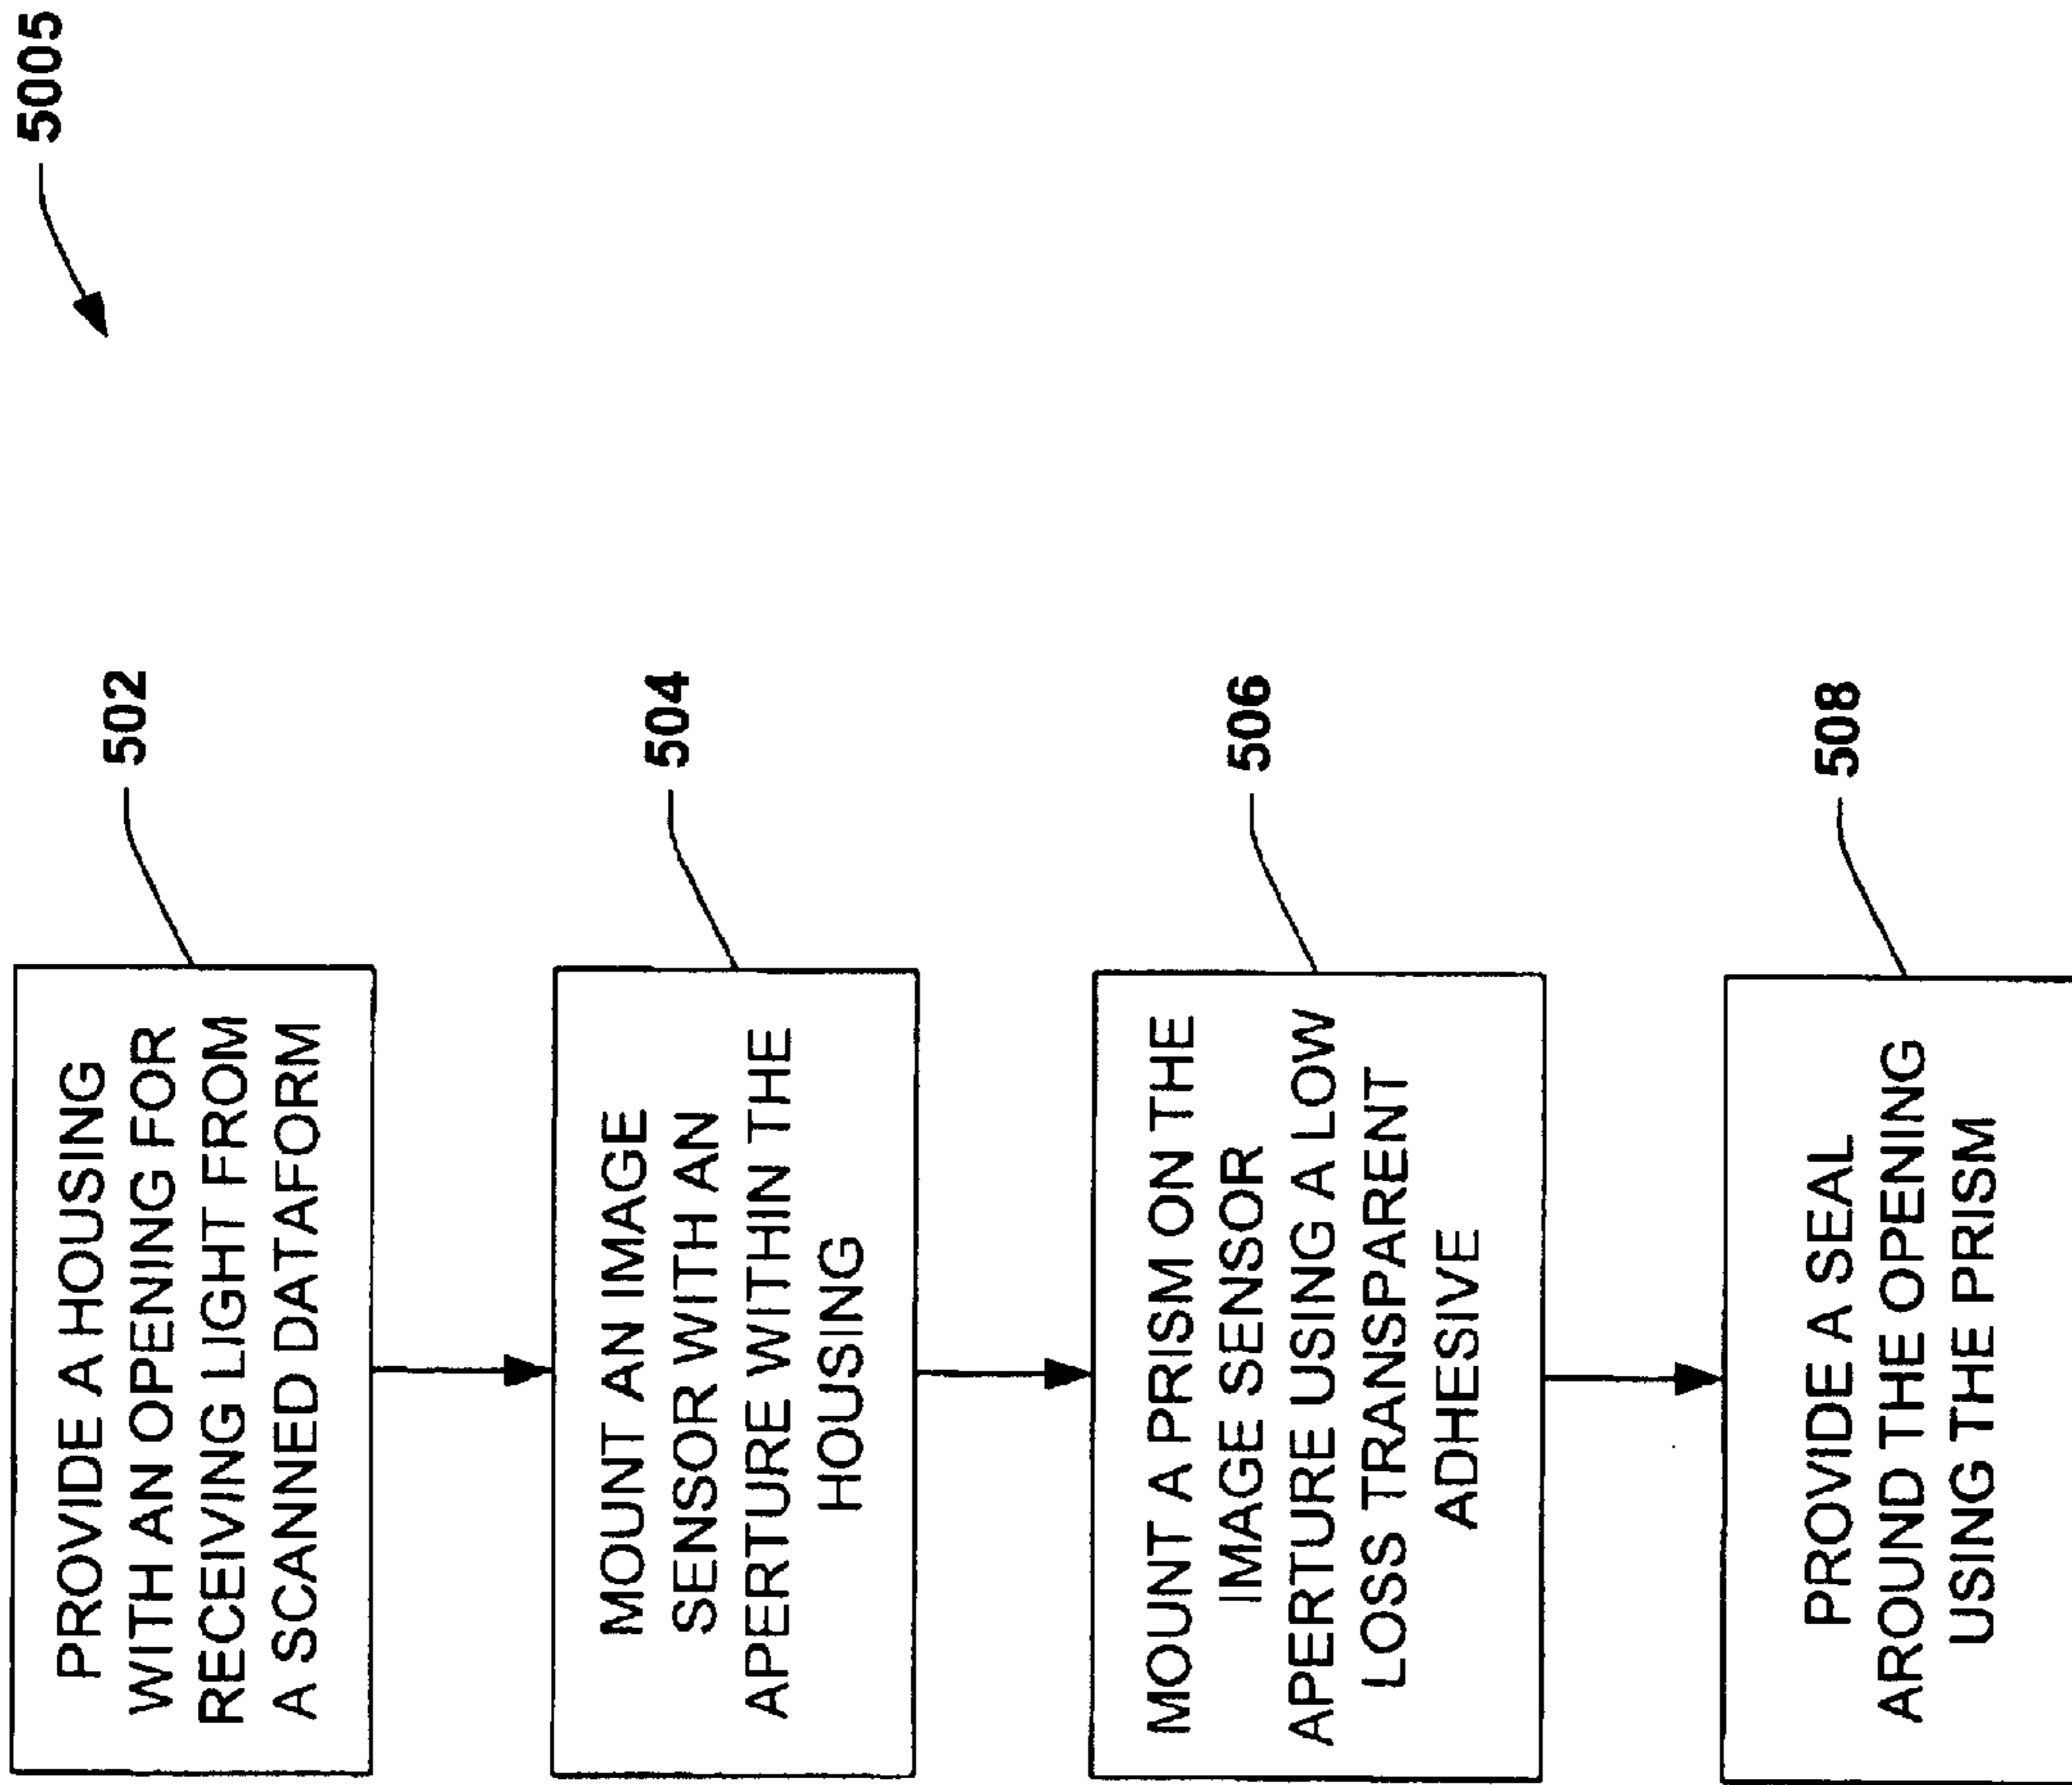 5005
502
PROVIDE A HOUSING
WITH AN OPENING FOR
RECEIVING LIGHT FROM
A SCANNED DATAFORM
504
MOUNT AN IMAGE
SENSOR WITH AN
APERTURE WITHIN THE
HOUSING
506
MOUNT A PRISM ON THE
IMAGE SENSOR
APERTURE USING A LOW
LOSS TRANSPARENT
ADHESIVE
508
PROVIDE A SEAL
AROUND THE OPENING
USING THE PRISM